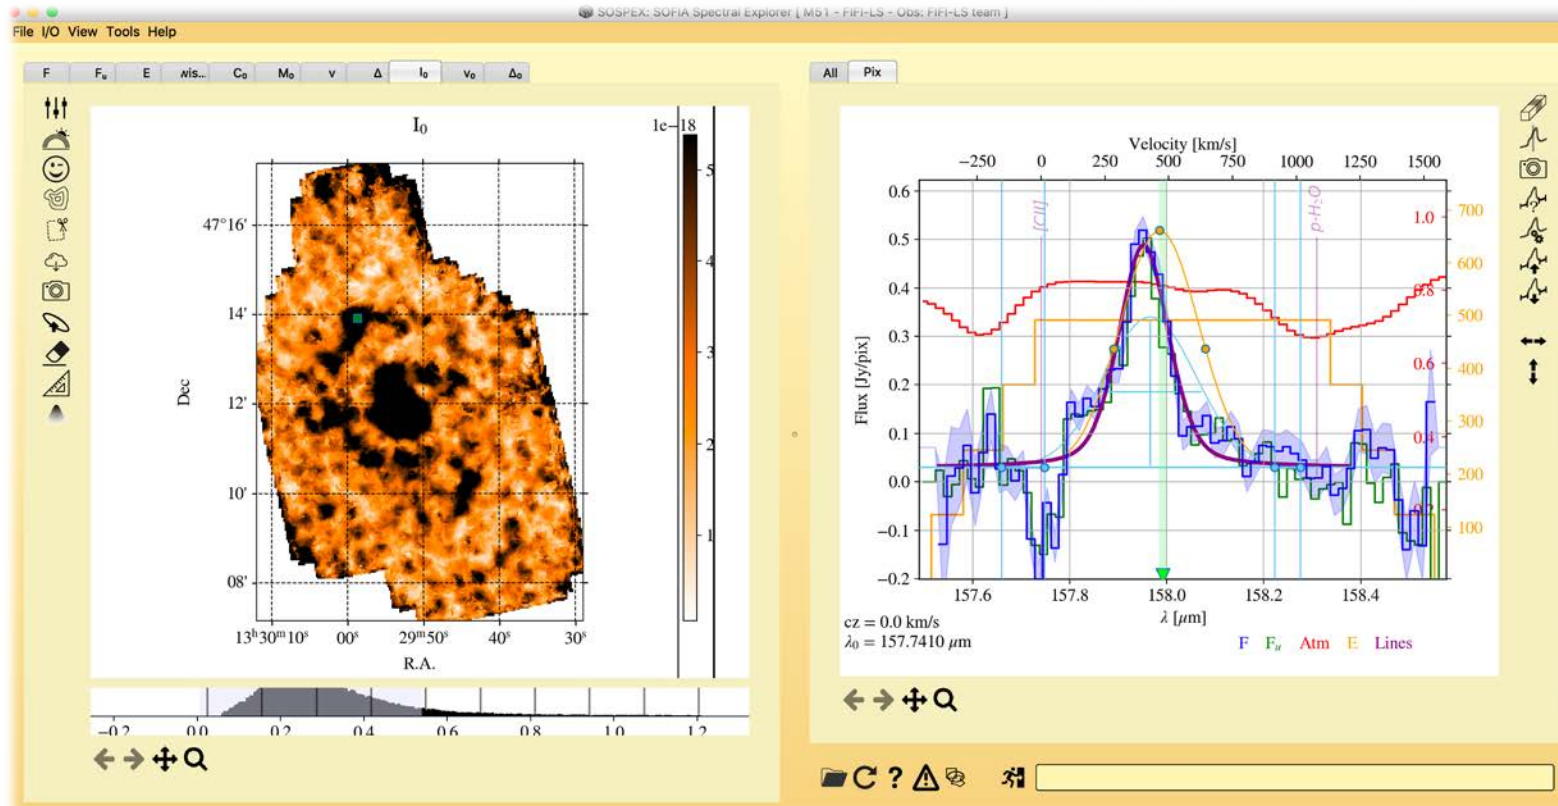 SOSPEX: SOFIA Spectral Explorer [ M51 - FIFI-LS - Obs: FIFI-LS team ]
File I/O View Tools Help
F Fᵤ E wis... C₀ M₀ v Δ I₀ v₀ Δ₀
All Pix
I₀
1e−18
5
4
3
2
1
47°16'
14'
12'
10'
08'
Dec
13ʰ30ᵐ10ˢ 00ˢ 29ᵐ50ˢ 40ˢ 30ˢ
R.A.
−0.2 0.0 0.2 0.4 0.6 0.8 1.0 1.2
Velocity [km/s]
−250 0 250 500 750 1000 1250 1500
[CII]
p-H₂O
0.6
0.5
0.4
0.3
0.2
0.1
0.0
−0.1
−0.2
Flux [Jy/pix]
1.0
0.8
0.6
0.4
0.2
700
600
500
400
300
200
100
157.6 157.8 158.0 158.2 158.4
λ [μm]
cz = 0.0 km/s
λ₀ = 157.7410 μm
F Fᵤ Atm E Lines